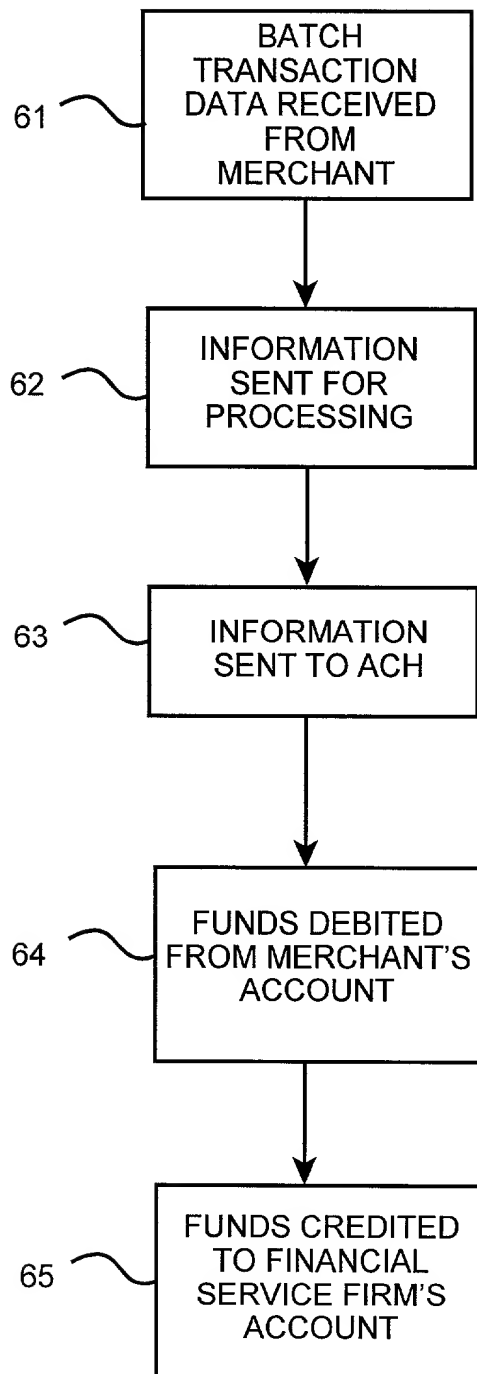 61
BATCH
TRANSACTION
DATA RECEIVED
FROM
MERCHANT
62
INFORMATION
SENT FOR
PROCESSING
63
INFORMATION
SENT TO ACH
64
FUNDS DEBITED
FROM MERCHANT'S
ACCOUNT
65
FUNDS CREDITED
TO FINANCIAL
SERVICE FIRM'S
ACCOUNT